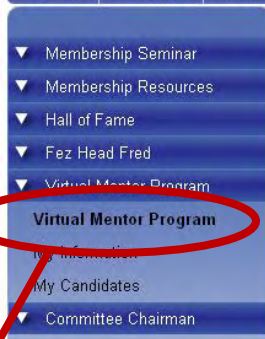 Membership Seminar
Membership Resources
Hall of Fame
Fez Head Fred
Virtual Mentor Program
Virtual Mentor Program
My Information
My Candidates
Committee Chairman